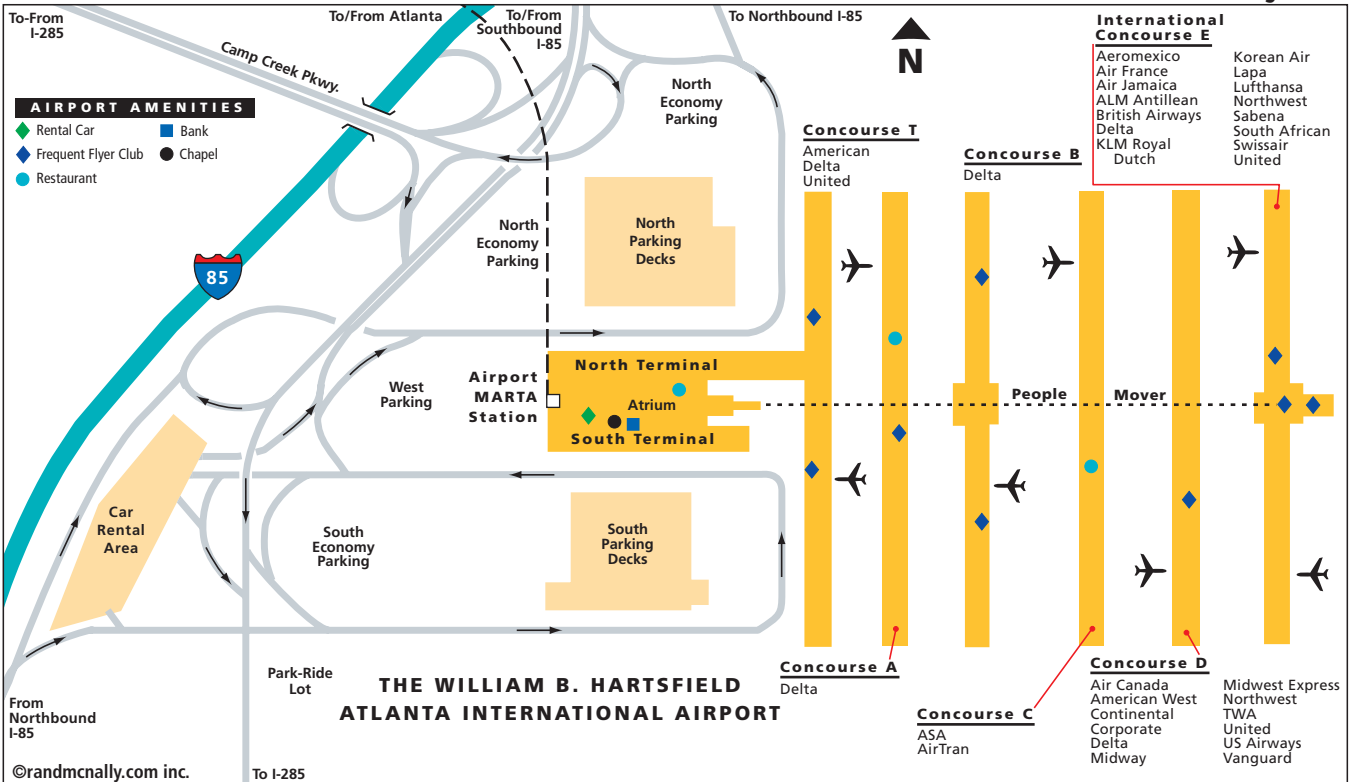 To-From
I-285
To/From Atlanta
To/From
Southbound
I-85
To Northbound I-85
Camp Creek Pkwy.
AIRPORT AMENITIES
Rental Car
Bank
Frequent Flyer Club
Chapel
Restaurant
85
North
Economy
Parking
N
International
Concourse E
Aeromexico
Air France
Air Jamaica
ALM Antillean
British Airways
Delta
KLM Royal
Dutch
Korean Air
Lapa
Lufthansa
Northwest
Sabena
South African
Swissair
United
Concourse T
American
Delta
United
Concourse B
Delta
North
Economy
Parking
North
Parking
Decks
North Terminal
Airport
MARTA
Station
Atrium
South Terminal
West
Parking
People Mover
Car
Rental
Area
South
Economy
Parking
South
Parking
Decks
Park-Ride
Lot
THE WILLIAM B. HARTSFIELD
ATLANTA INTERNATIONAL AIRPORT
Concourse A
Delta
Concourse C
ASA
AirTran
Concourse D
Air Canada
American West
Continental
Corporate
Delta
Midway
Midwest Express
Northwest
TWA
United
US Airways
Vanguard
From
Northbound
I-85
To I-285
©randmcnally.com inc.